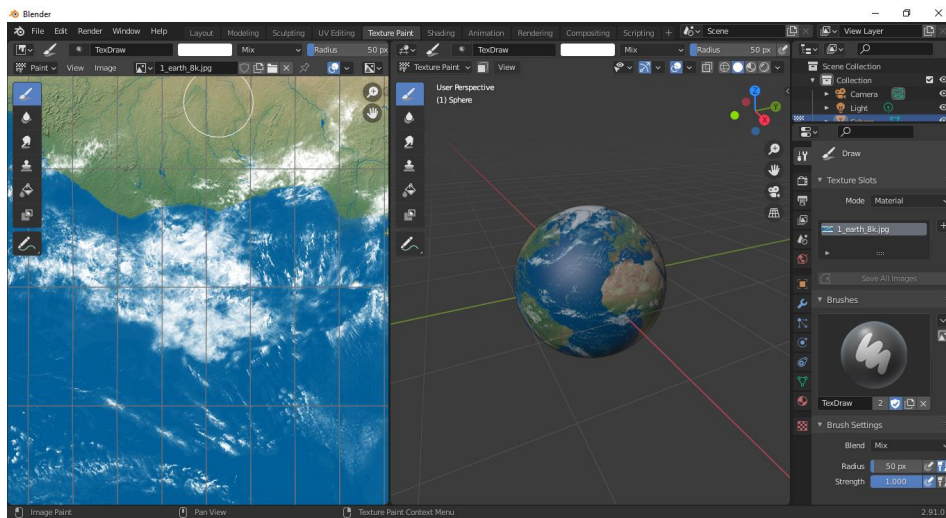 Blender
File Edit Render Window Help Layout Modeling Sculpting UV Editing Texture Paint Shading Animation Rendering Compositing Scripting + Scene View Layer
TexDraw Mix Radius 50 px TexDraw Mix Radius 50 px
Paint View Image 1_earth_8k.jpg Texture Paint View
User Perspective
(1) Sphere
Z
Y
X
Scene Collection
Collection
Camera
Light
Sphere
Draw
Texture Slots
Mode Material
1_earth_8k.jpg
Save All Images
Brushes
TexDraw 2
Brush Settings
Blend Mix
Radius 50 px
Strength 1.000
Image Paint Pan View Texture Paint Context Menu 2.91.0